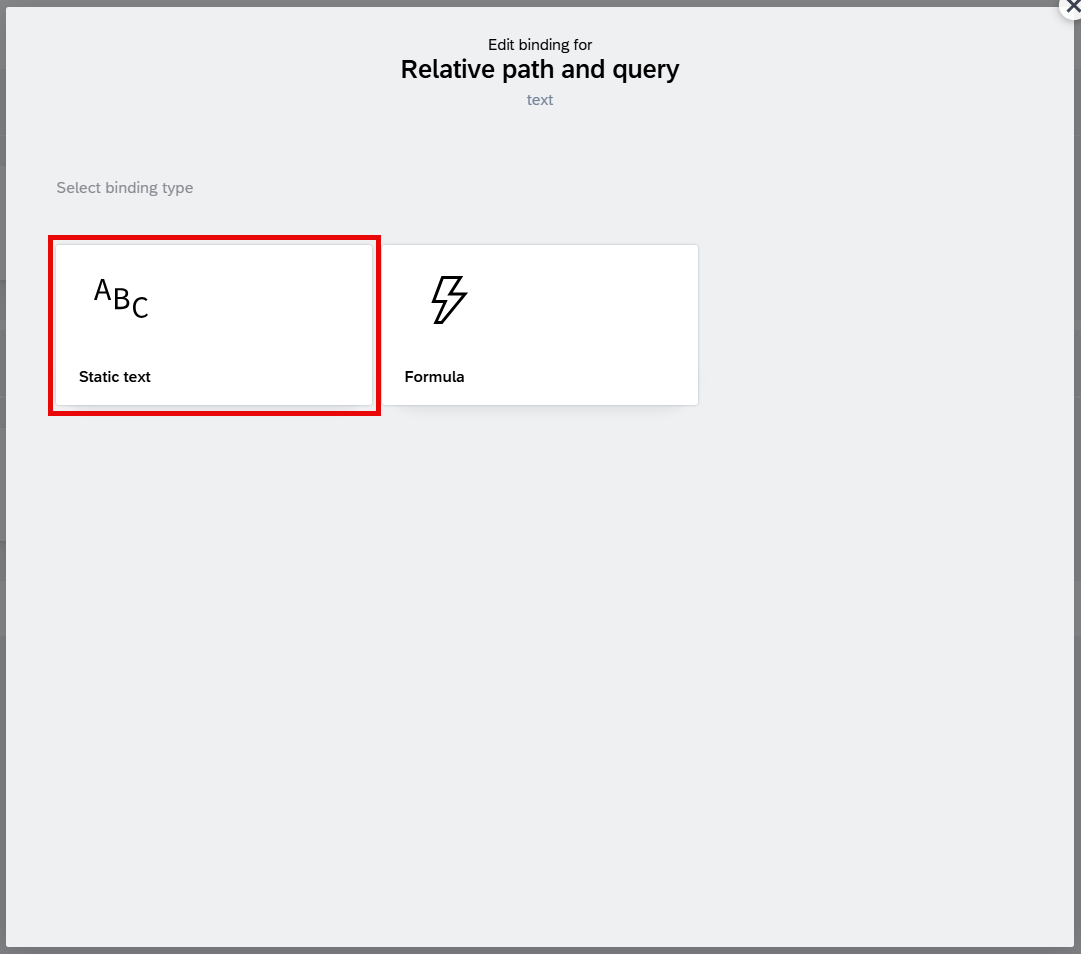 Edit binding for
Relative path and query
text
Select binding type
ABC
Static text
Formula